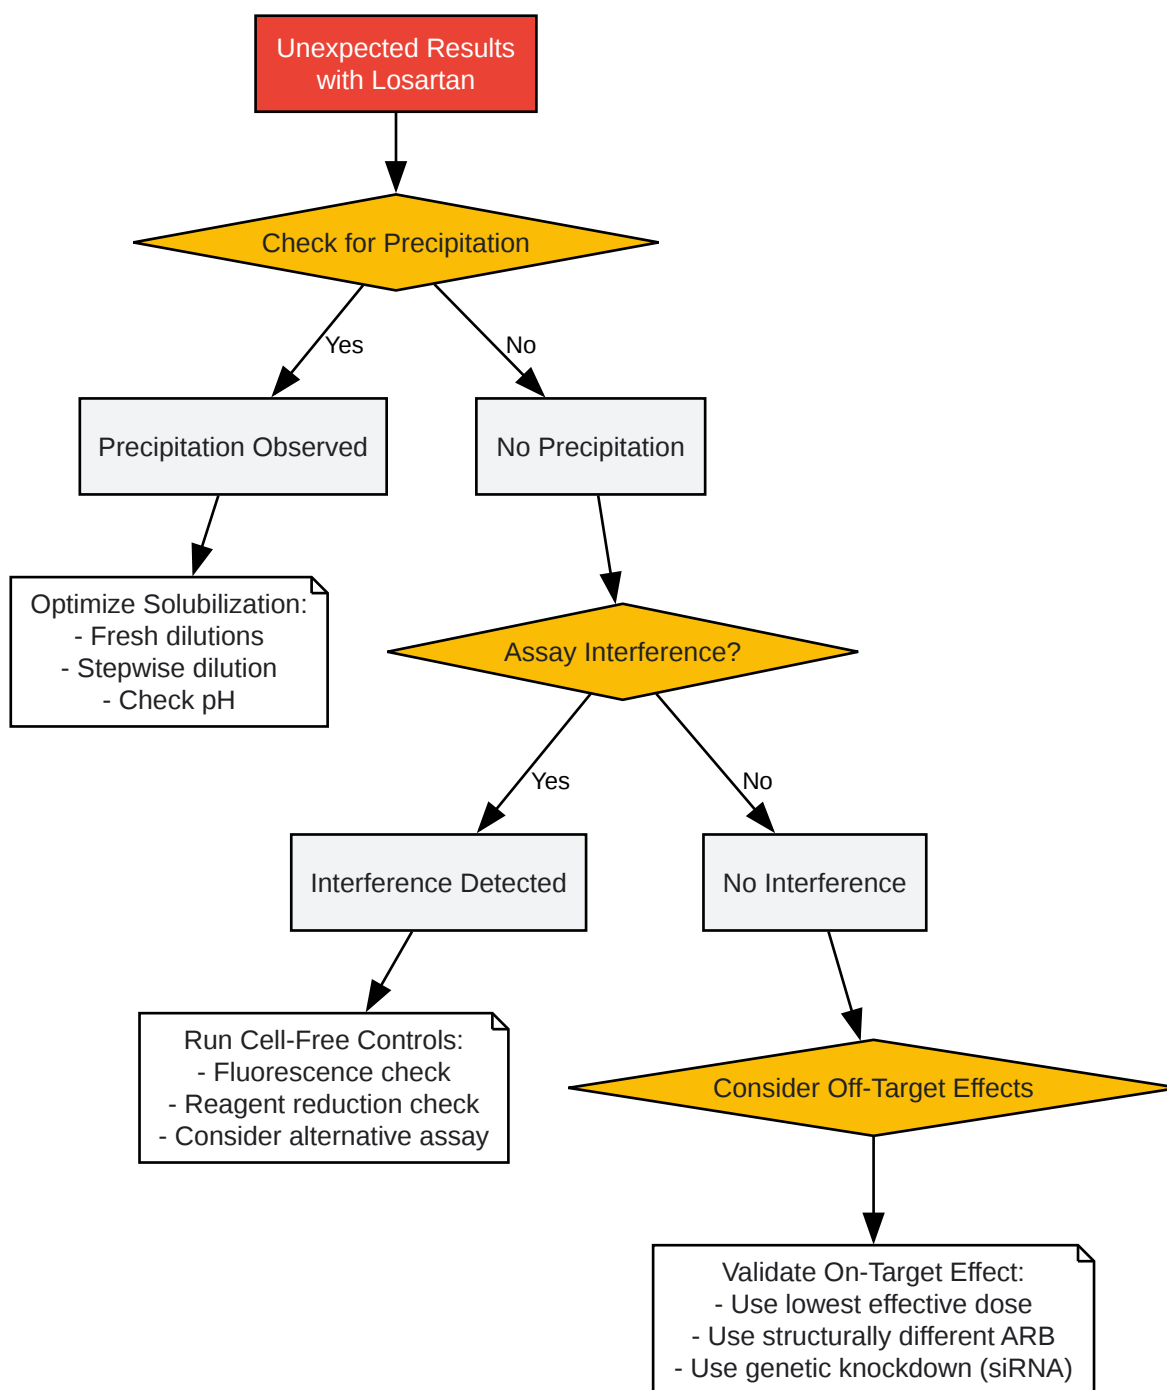 Unexpected Results
with Losartan
Check for Precipitation
Yes
No
Precipitation Observed
No Precipitation
Optimize Solubilization:
- Fresh dilutions
- Stepwise dilution
- Check pH
Assay Interference?
Yes
No
Interference Detected
No Interference
Run Cell-Free Controls:
- Fluorescence check
- Reagent reduction check
- Consider alternative assay
Consider Off-Target Effects
Validate On-Target Effect:
- Use lowest effective dose
- Use structurally different ARB
- Use genetic knockdown (siRNA)